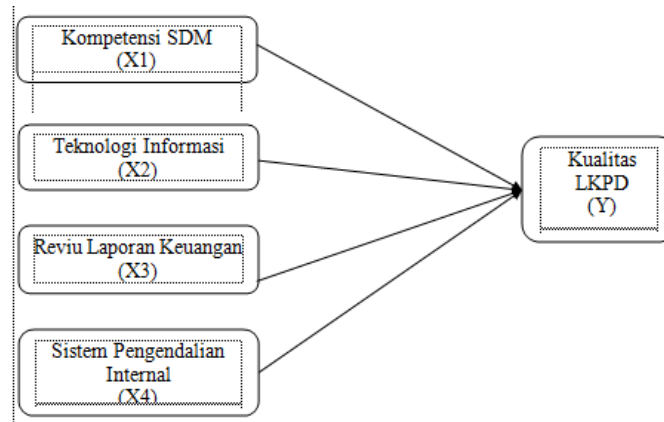 Kompetensi SDM
(X1)
Teknologi Informasi
(X2)
Reviu Laporan Keuangan
(X3)
Sistem Pengendalian
Internal
(X4)
Kualitas
LKPD
(Y)